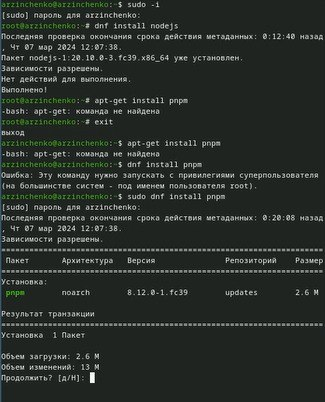 arzinchenko@arzinchenko:~$ sudo -i
[sudo] пароль для arzinchenko:
root@arzinchenko:~# dnf install nodejs
Последняя проверка окончания срока действия метаданных: 0:12:40 назад
, Чт 07 мар 2024 12:07:38.
Пакет nodejs-1:20.10.0-3.fc39.x86_64 уже установлен.
Зависимости разрешены.
Нет действий для выполнения.
Выполнено!
root@arzinchenko:~# apt-get install pnpm
-bash: apt-get: команда не найдена
root@arzinchenko:~# exit
выход
arzinchenko@arzinchenko:~$ apt-get install pnpm
-bash: apt-get: команда не найдена
arzinchenko@arzinchenko:~$ dnf install pnpm
Ошибка: Эту команду нужно запускать с привилегиями суперпользователя
(на большинстве систем - под именем пользователя root).
arzinchenko@arzinchenko:~$ sudo dnf install pnpm
[sudo] пароль для arzinchenko:
Последняя проверка окончания срока действия метаданных: 0:20:08 назад
, Чт 07 мар 2024 12:07:38.
Зависимости разрешены.
Пакет Архитектура Версия Репозиторий Размер
Установка:
pnpm noarch 8.12.0-1.fc39 updates 2.6 M
Результат транзакции
Установка 1 Пакет
Объем загрузки: 2.6 M
Объем изменений: 13 M
Продолжить? [д/Н]: